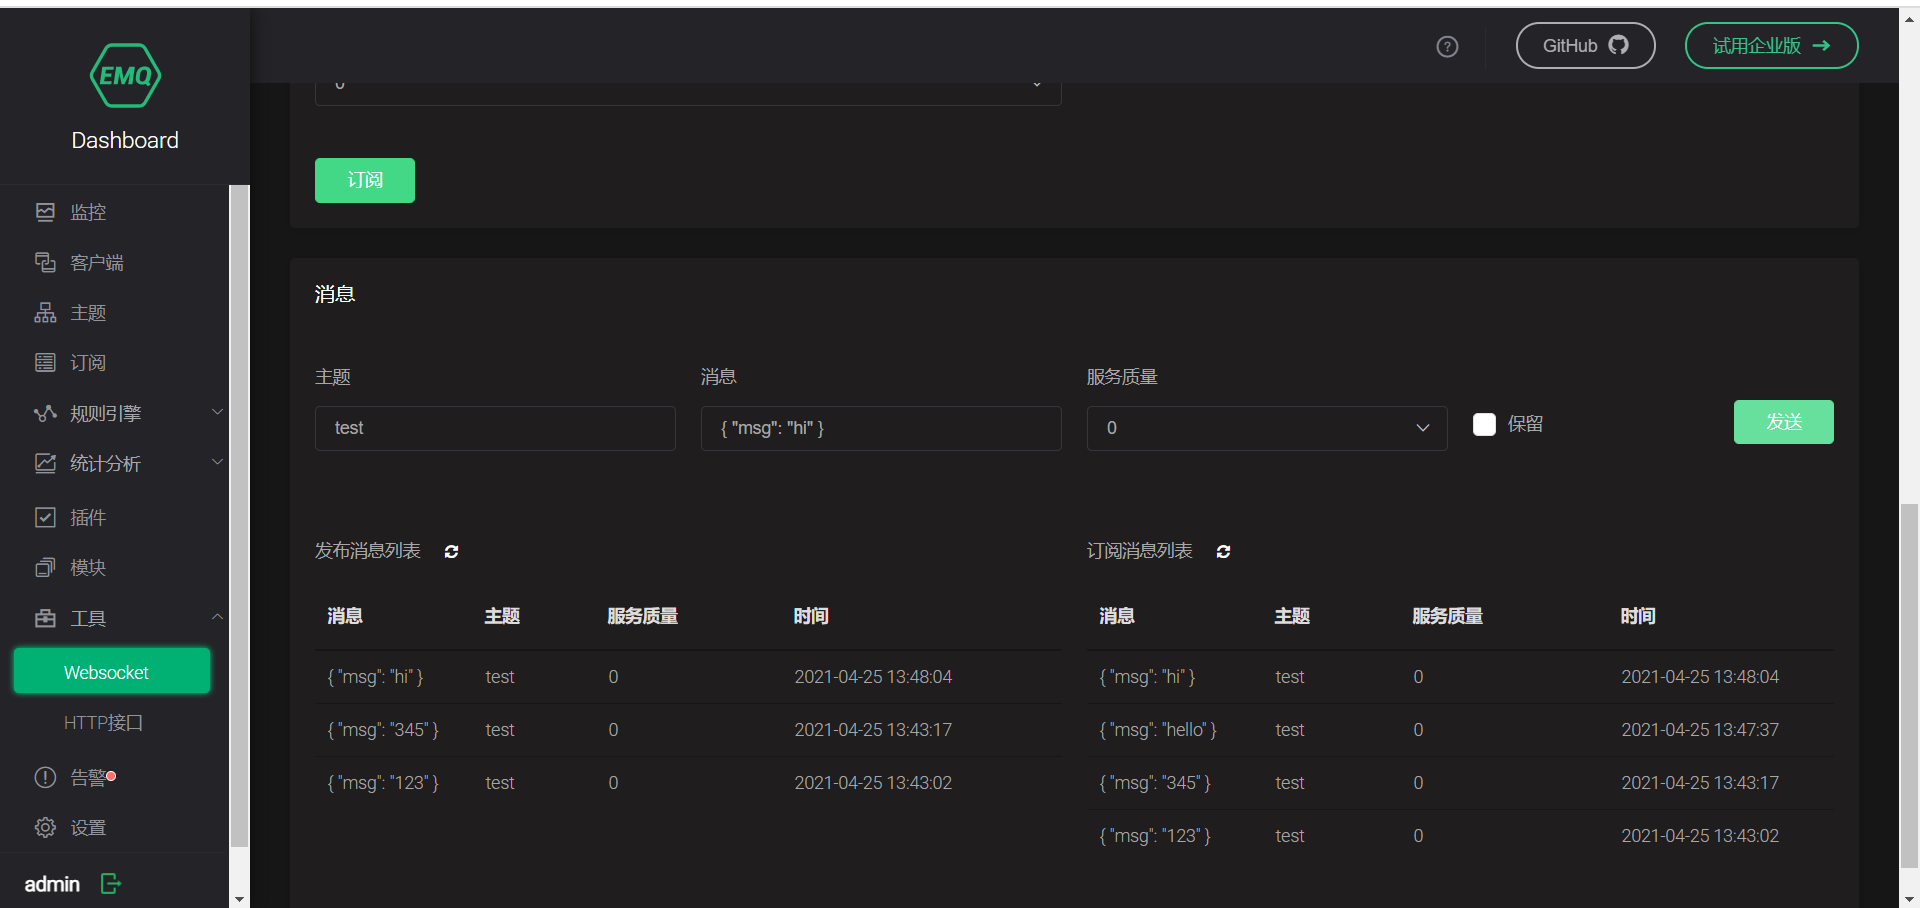 EMQ
Dashboard
监控
客户端
主题
订阅
规则引擎
统计分析
插件
模块
工具
Websocket
HTTP接口
告警
设置
admin
?
GitHub
试用企业版
0
订阅
消息
主题 消息 服务质量
test { "msg": "hi" } 0 保留 发送
发布消息列表
消息 主题 服务质量 时间
{ "msg": "hi" } test 0 2021-04-25 13:48:04
{ "msg": "345" } test 0 2021-04-25 13:43:17
{ "msg": "123" } test 0 2021-04-25 13:43:02
订阅消息列表
消息 主题 服务质量 时间
{ "msg": "hi" } test 0 2021-04-25 13:48:04
{ "msg": "hello" } test 0 2021-04-25 13:47:37
{ "msg": "345" } test 0 2021-04-25 13:43:17
{ "msg": "123" } test 0 2021-04-25 13:43:02